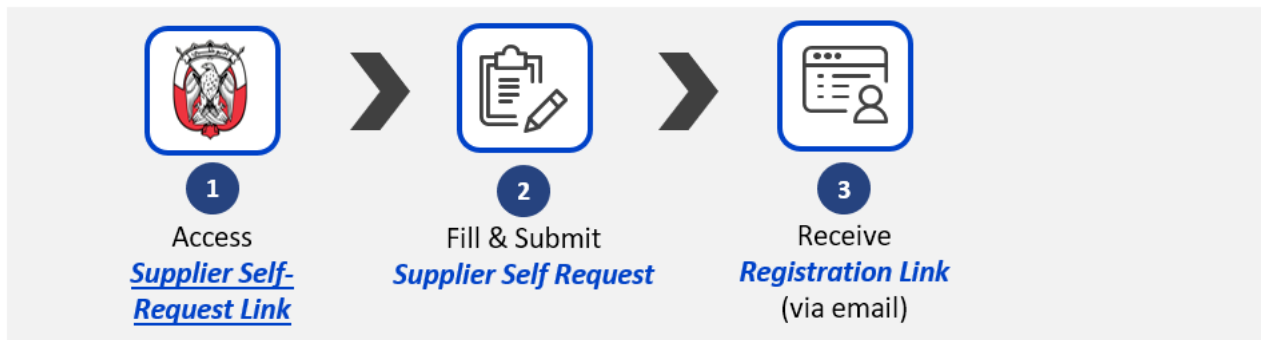 1
Access
Supplier Self-
Request Link
2
Fill & Submit
Supplier Self Request
3
Receive
Registration Link
(via email)